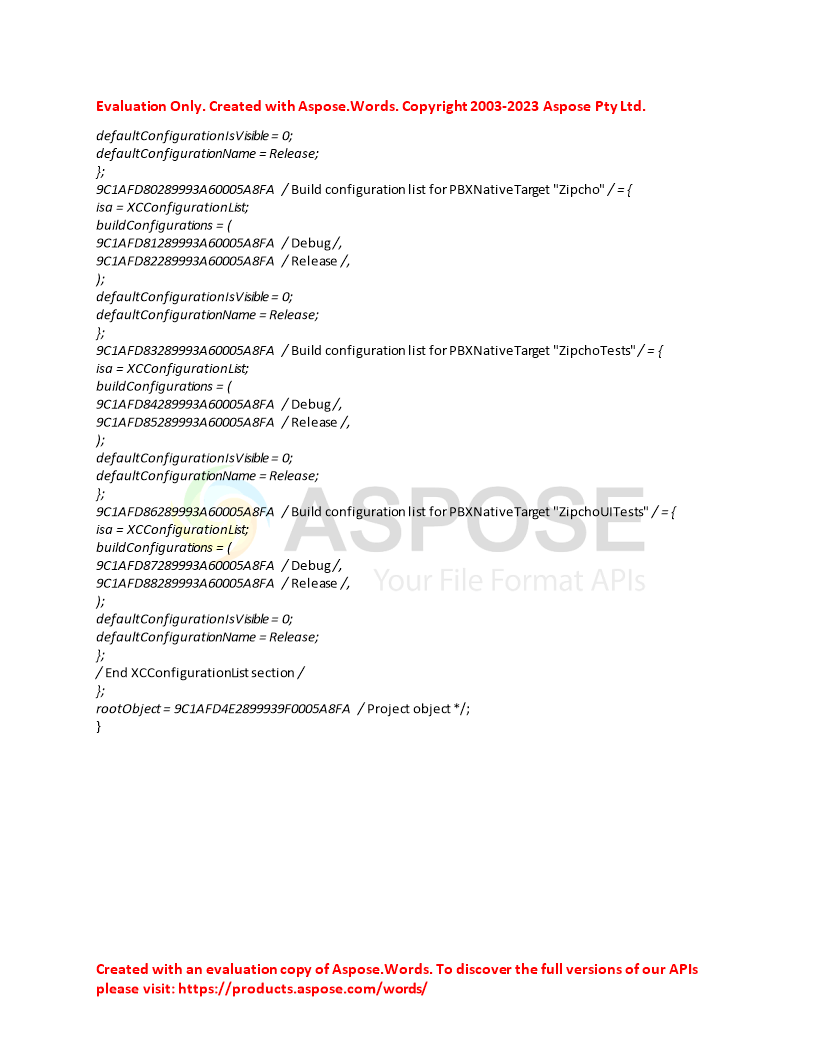 Evaluation Only. Created with Aspose.Words. Copyright 2003-2023 Aspose Pty Ltd.
defaultConfigurationIsVisible = 0;
defaultConfigurationName = Release;
};
9C1AFD80289993A60005A8FA / Build configuration list for PBXNativeTarget "Zipcho" / = {
isa = XCConfigurationList;
buildConfigurations = (
9C1AFD81289993A60005A8FA / Debug /,
9C1AFD82289993A60005A8FA / Release /,
);
defaultConfigurationIsVisible = 0;
defaultConfigurationName = Release;
};
9C1AFD83289993A60005A8FA / Build configuration list for PBXNativeTarget "ZipchoTests" / = {
isa = XCConfigurationList;
buildConfigurations = (
9C1AFD84289993A60005A8FA / Debug /,
9C1AFD85289993A60005A8FA / Release /,
);
defaultConfigurationIsVisible = 0;
defaultConfigurationName = Release;
};
9C1AFD86289993A60005A8FA / Build configuration list for PBXNativeTarget "ZipchoUITests" / = {
isa = XCConfigurationList;
buildConfigurations = (
9C1AFD87289993A60005A8FA / Debug /,
9C1AFD88289993A60005A8FA / Release /,
);
defaultConfigurationIsVisible = 0;
defaultConfigurationName = Release;
};
/ End XCConfigurationList section /
};
rootObject = 9C1AFD4E2899939F0005A8FA / Project object */;
}
ASPOSE
Your File Format APIs
Created with an evaluation copy of Aspose.Words. To discover the full versions of our APIs
please visit: https://products.aspose.com/words/